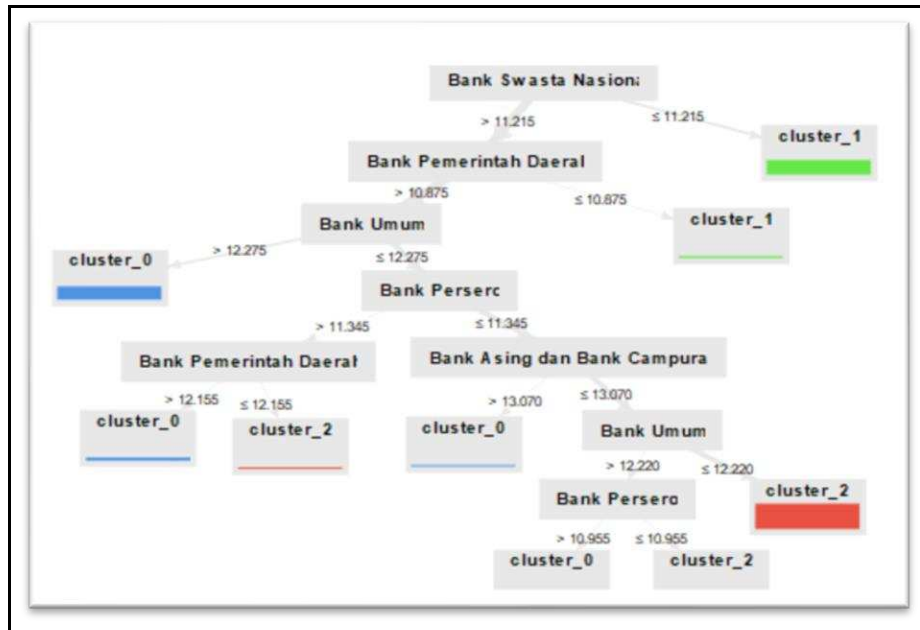 Bank Swasta Nasiona
> 11.215
≤ 11.215
cluster_1
Bank Pemerintah Daeral
> 10.875
≤ 10.875
cluster_1
Bank Umum
> 12.275
≤ 12.275
cluster_0
Bank Persero
> 11.345
≤ 11.345
Bank Pemerintah Daerah
Bank Asing dan Bank Campura
> 12.155
≤ 12.155
> 13.070
≤ 13.070
cluster_0
cluster_2
cluster_0
Bank Umum
> 12.220
≤ 12.220
cluster_2
Bank Persero
> 10.955
≤ 10.955
cluster_0
cluster_2